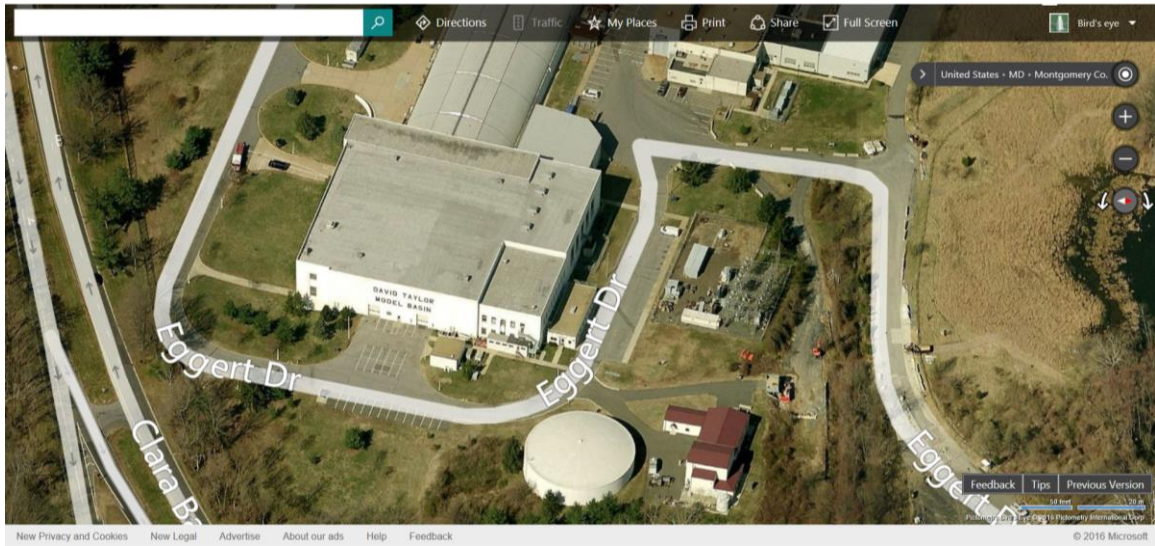 Directions
Traffic
My Places
Print
Share
Full Screen
Bird's eye
United States • MD • Montgomery Co.
DAVID TAYLOR
MODEL BASIN
Eggert Dr
Eggert Dr
Eggert
Clara
Feedback
Tips
Previous Version
50 feet
20 m
New Privacy and Cookies
New Legal
Advertise
About our ads
Help
Feedback
© 2016 Microsoft